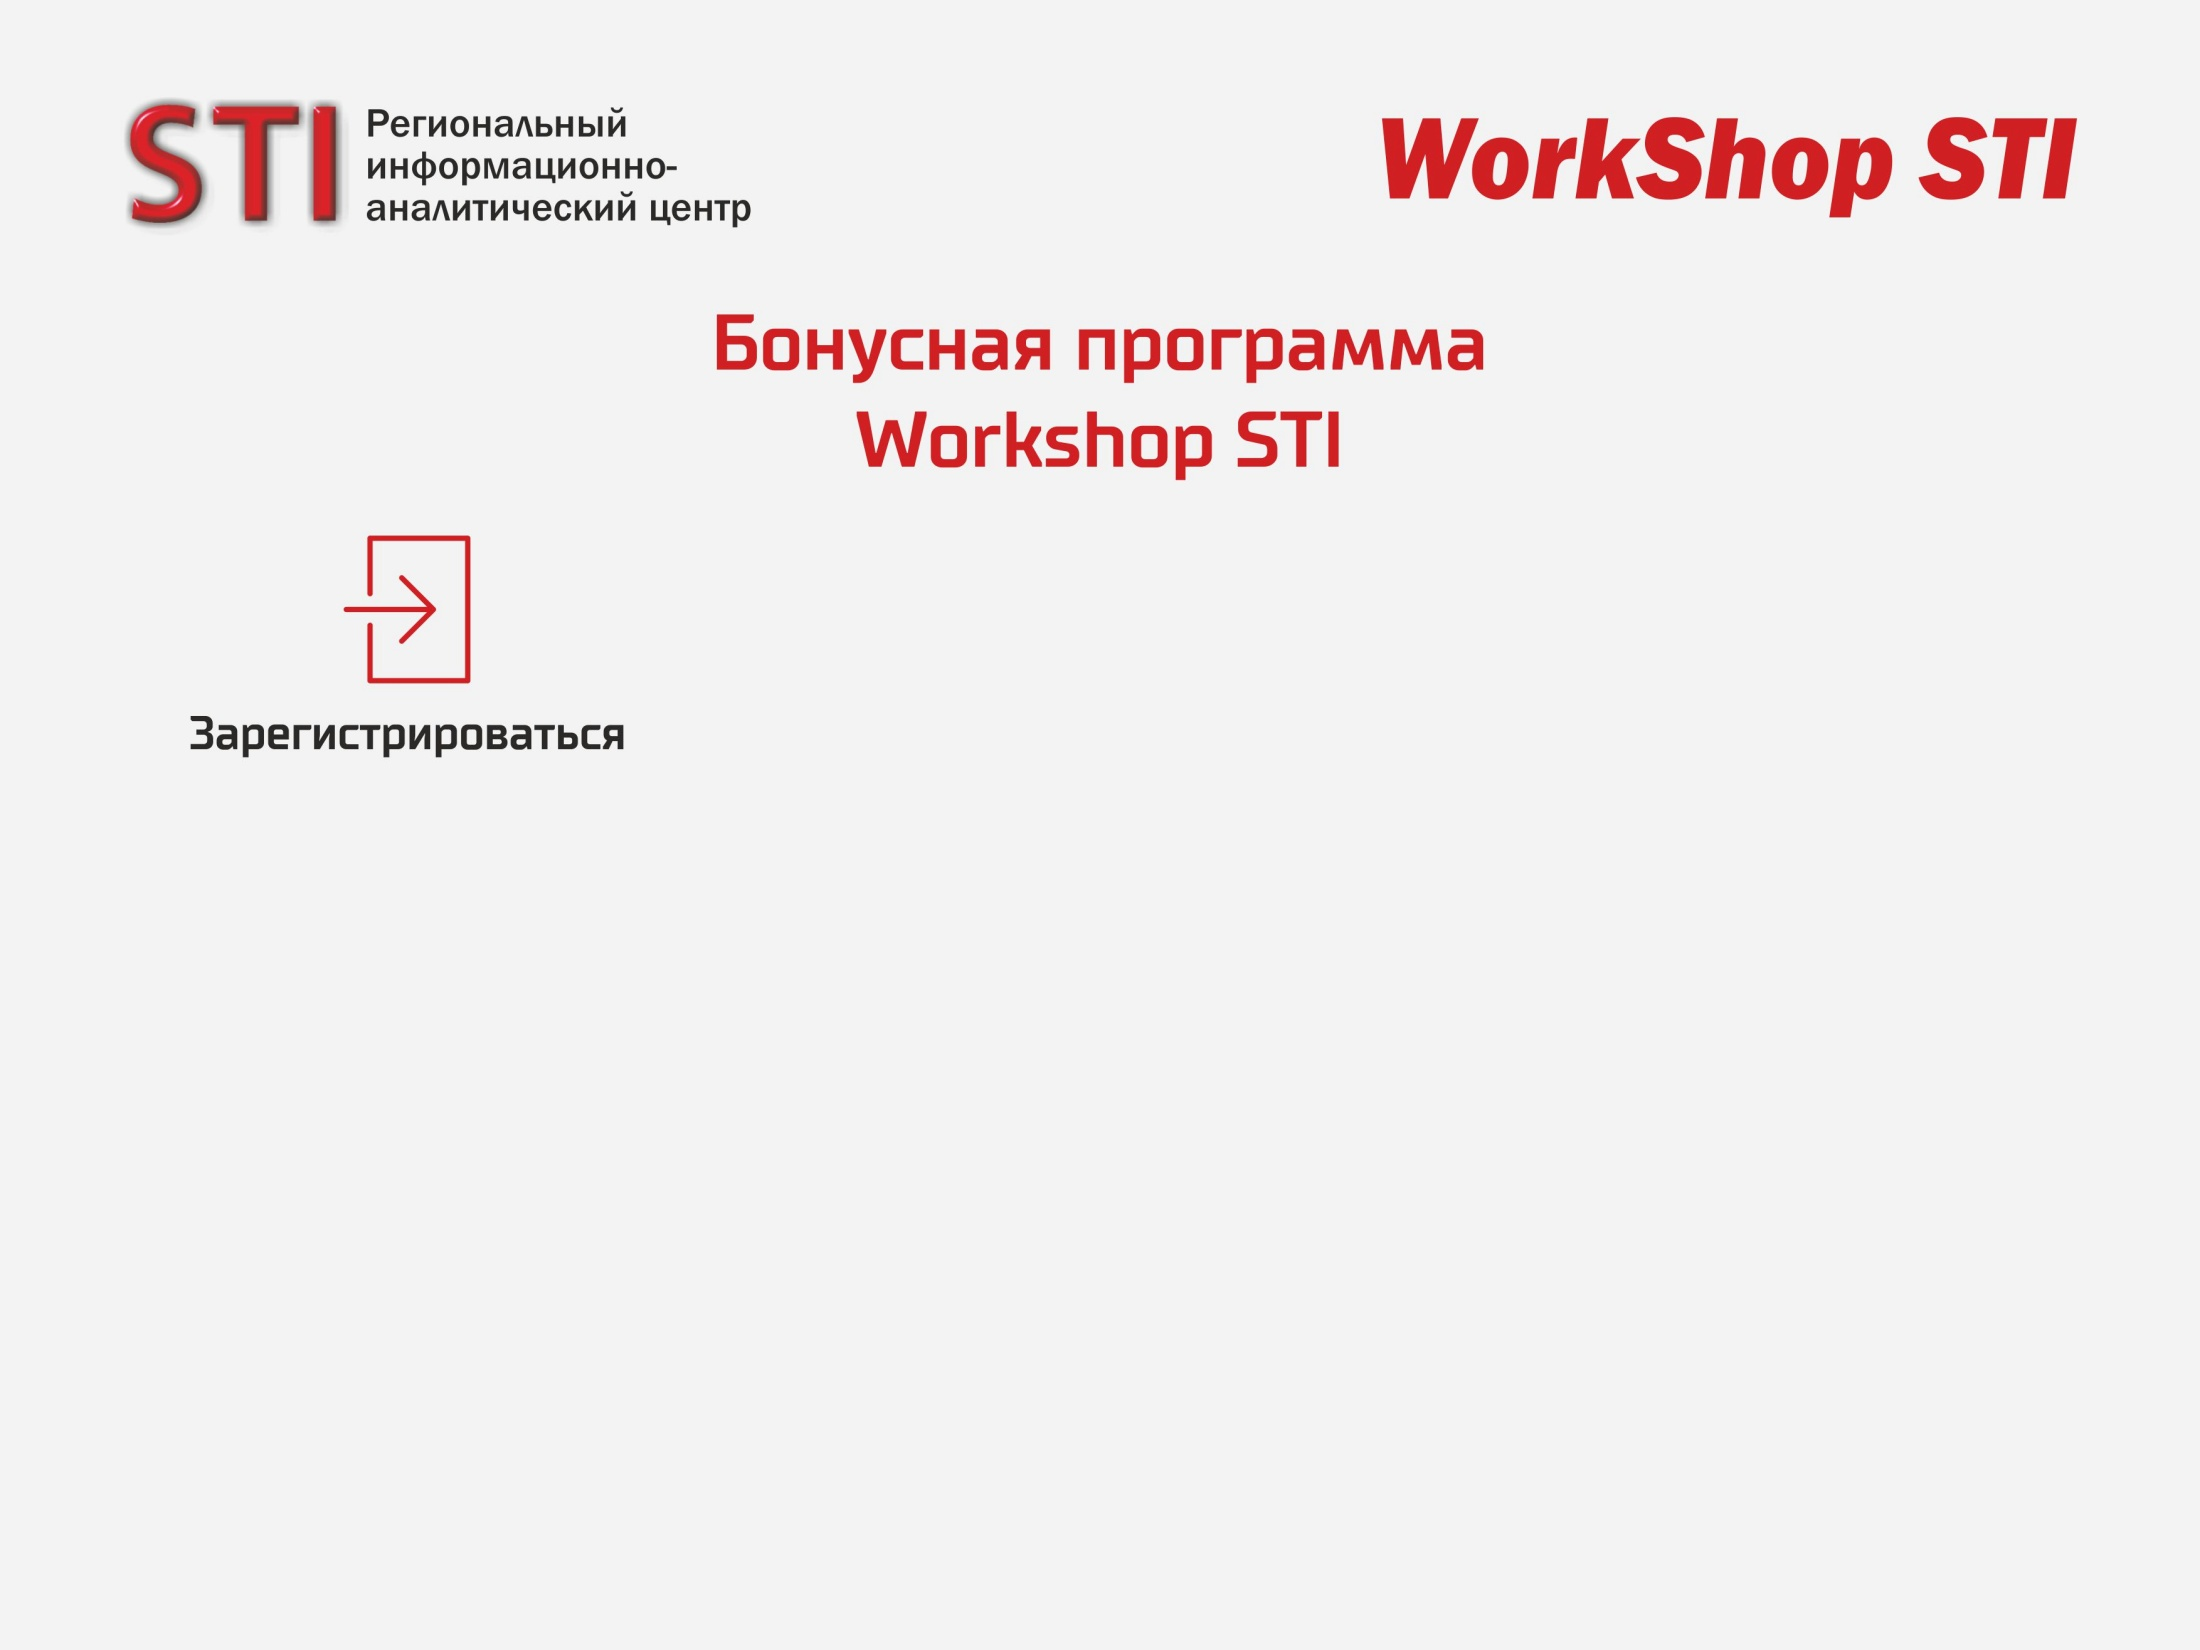 STI
Региональный
информационно-
аналитический центр
WorkShop STI
Бонусная программа
Workshop STI
Зарегистрироваться